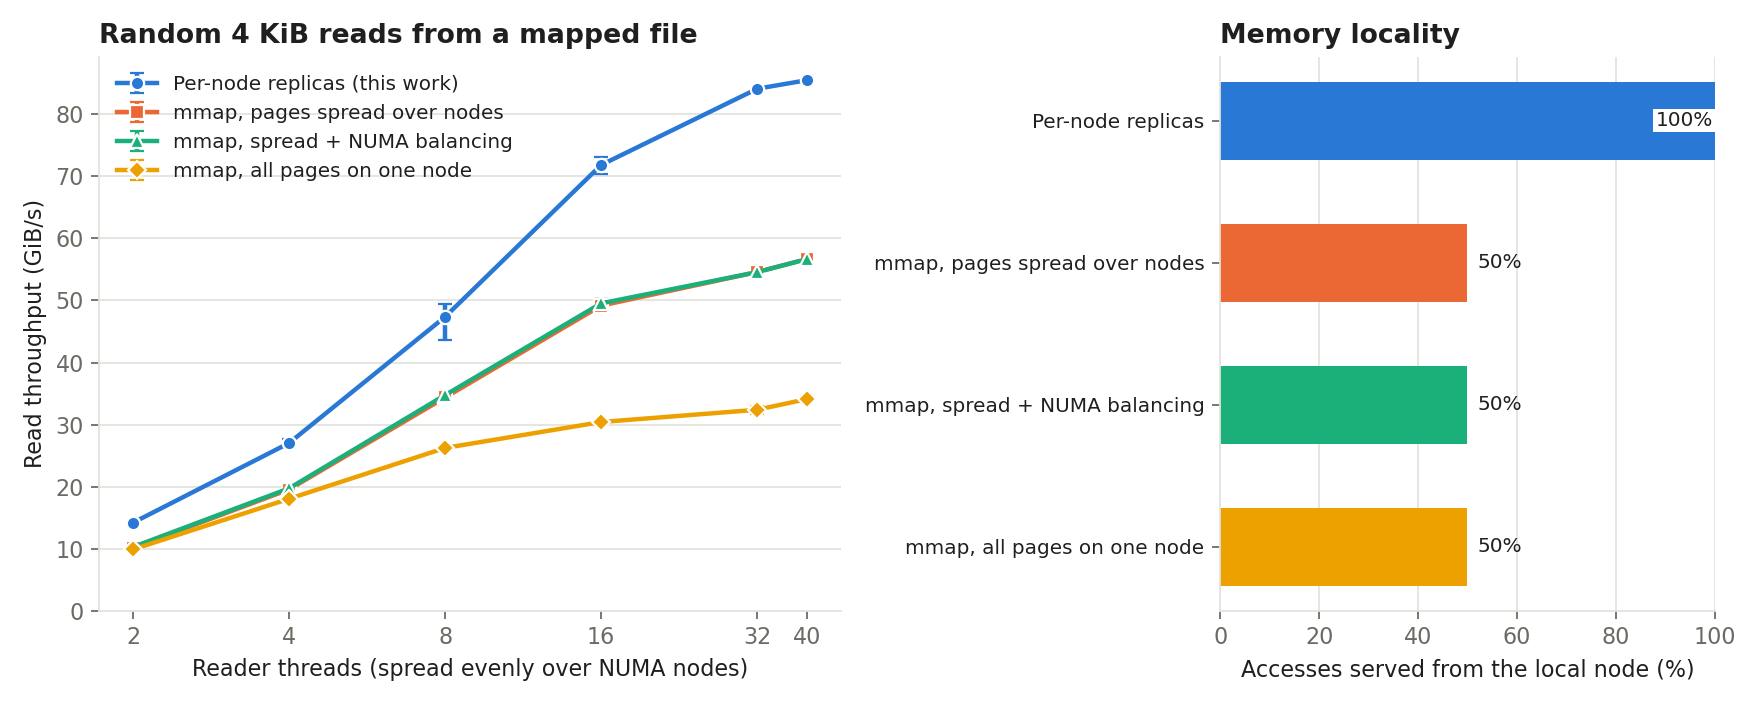 Random 4 KiB reads from a mapped file
Per-node replicas (this work)
mmap, pages spread over nodes
mmap, spread + NUMA balancing
mmap, all pages on one node
Read throughput (GiB/s)
80
70
60
50
40
30
20
10
0
2 4 8 16 32 40
Reader threads (spread evenly over NUMA nodes)
Memory locality
Per-node replicas 100%
mmap, pages spread over nodes 50%
mmap, spread + NUMA balancing 50%
mmap, all pages on one node 50%
0 20 40 60 80 100
Accesses served from the local node (%)